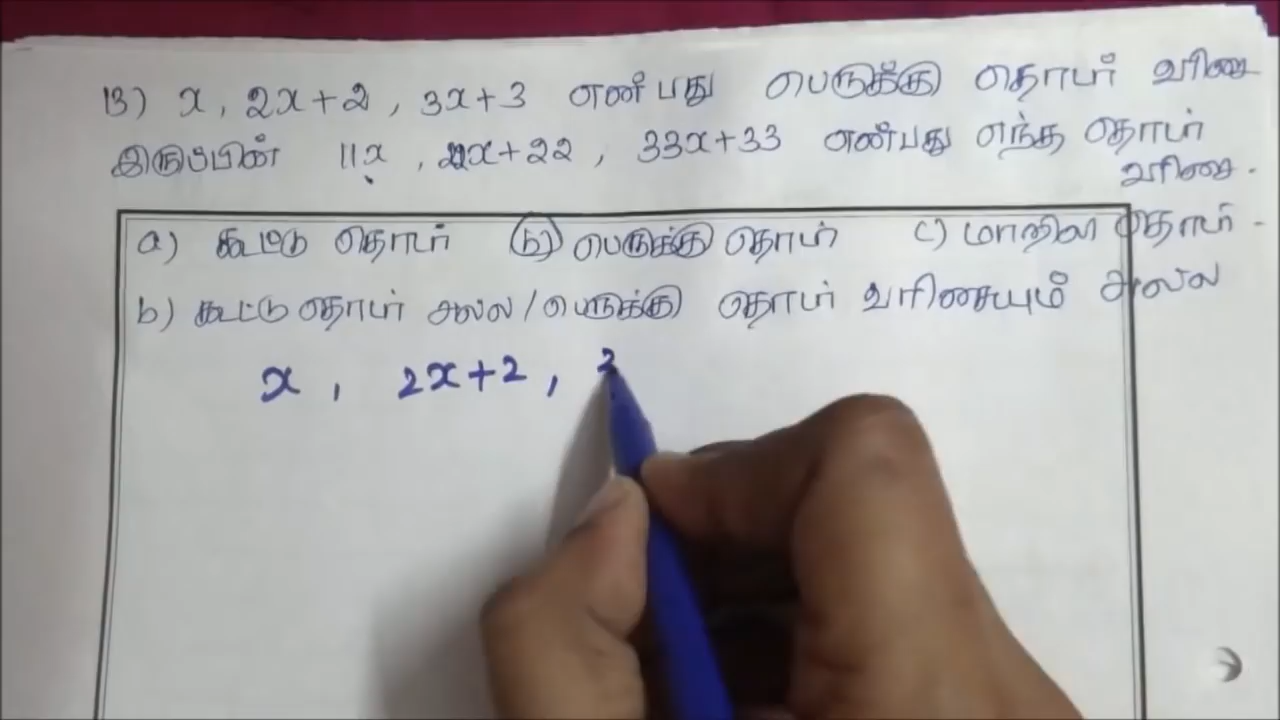 13) x, 2x+2, 3x+3 என்பது பெருக்கு தொடர் வரிசை
இருப்பின் 11x, 22x+22, 33x+33 என்பது எந்த தொடர்
வரிசை.
a) கூட்டு தொடர் b) பெருக்கு தொடர் c) மாறிலி தொடர்.
b) கூட்டு தொடர் அல்ல / பெருக்கு தொடர் வரிசையும் அல்ல
x, 2x+2, 3